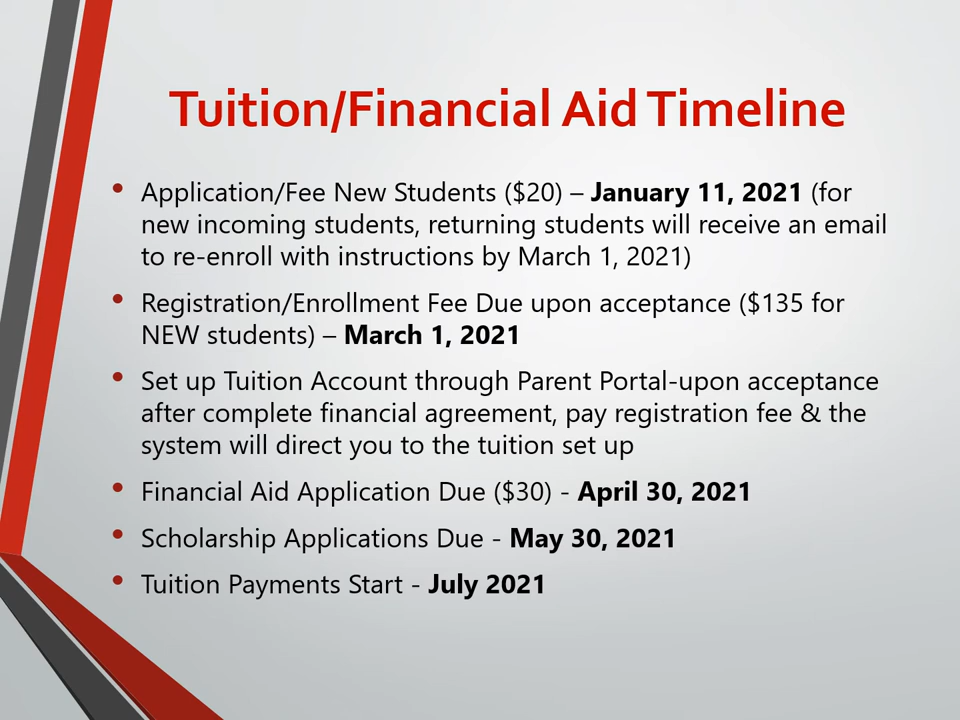 Tuition/Financial Aid Timeline
• Application/Fee New Students ($20) – January 11, 2021 (for
new incoming students, returning students will receive an email
to re-enroll with instructions by March 1, 2021)
• Registration/Enrollment Fee Due upon acceptance ($135 for
NEW students) – March 1, 2021
• Set up Tuition Account through Parent Portal-upon acceptance
after complete financial agreement, pay registration fee & the
system will direct you to the tuition set up
• Financial Aid Application Due ($30) - April 30, 2021
• Scholarship Applications Due - May 30, 2021
• Tuition Payments Start - July 2021